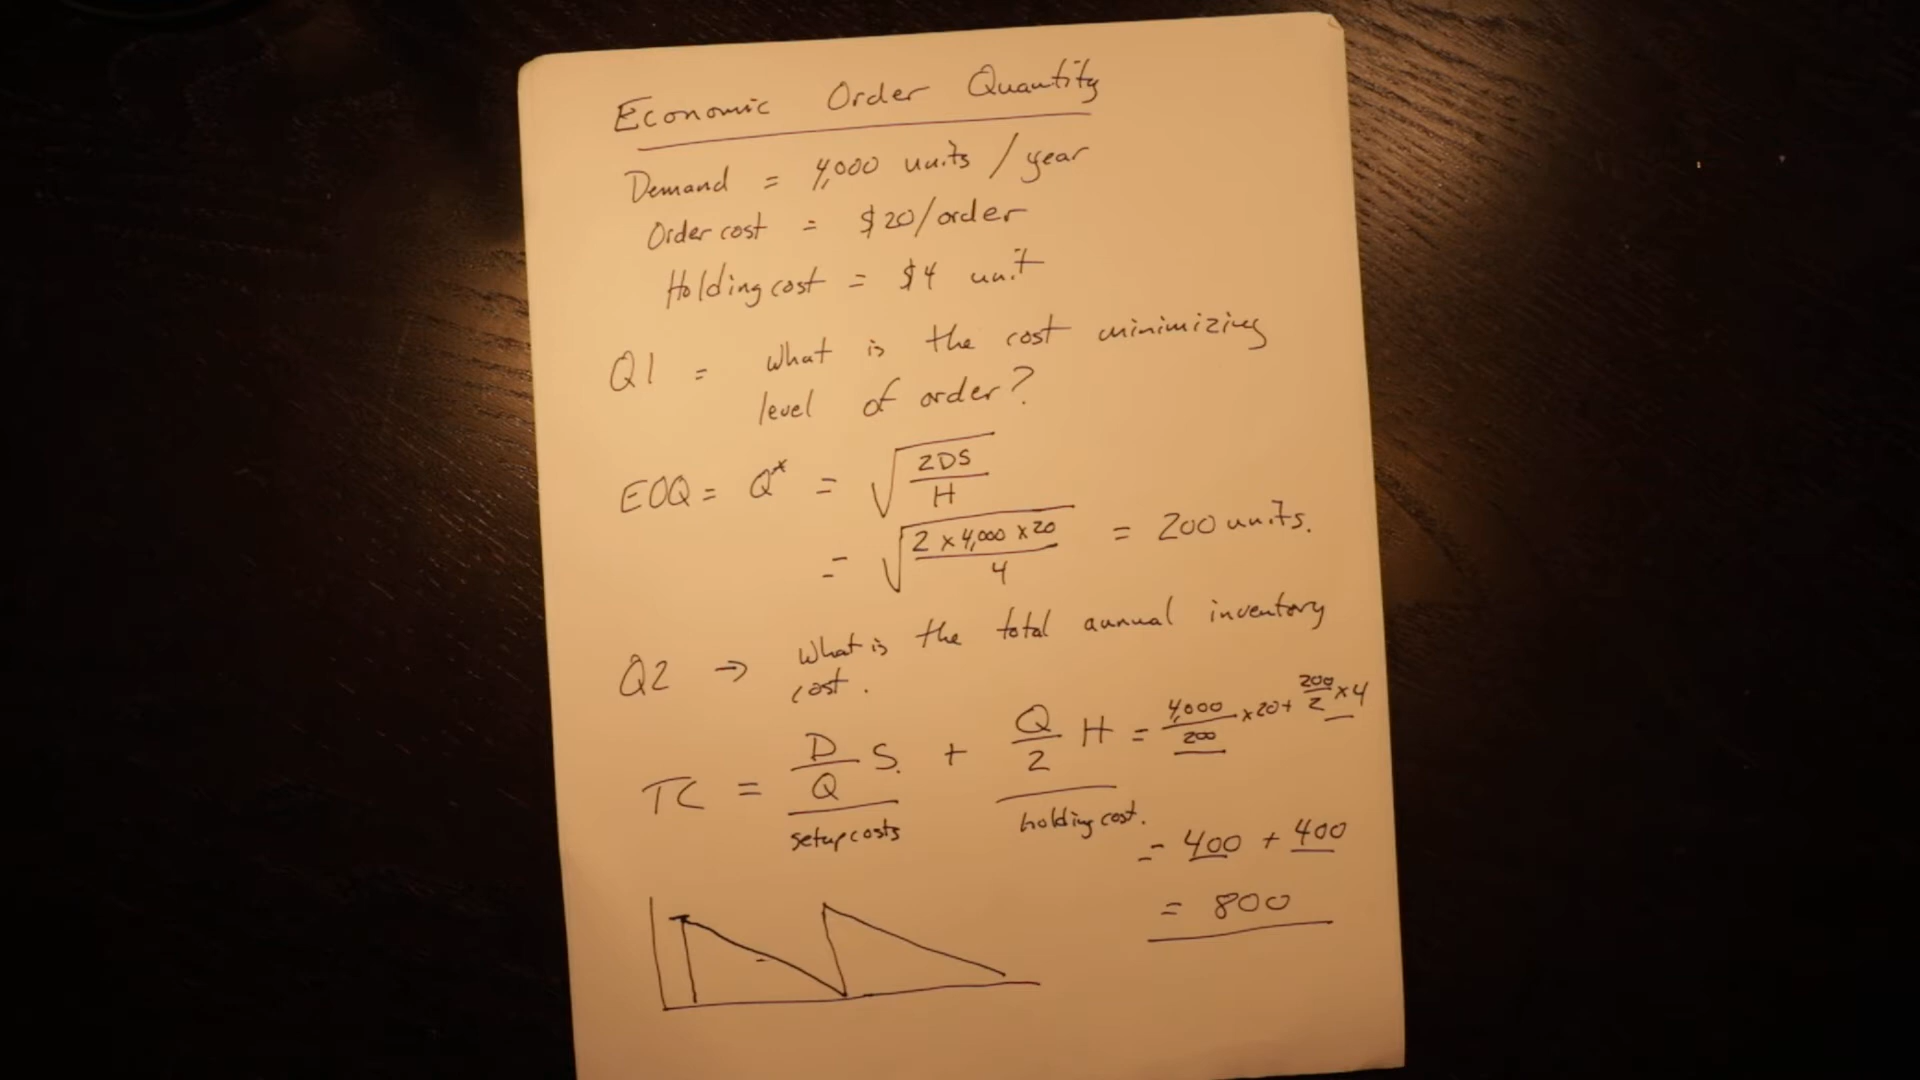 Economic Order Quantity
Demand = 4,000 units / year
Order cost = $20/order
Holding cost = $4 unit
Q1 = what is the cost minimizing
level of order?
EOQ = Q* = √(2DS/H)
= √(2 × 4,000 × 20/4) = 200 units.
Q2 → What is the total annual inventory
cost.
TC = D/Q S. + Q/2 H = 4,000/200 × 20 + 200/2 × 4
setup costs holding cost.
= 400 + 400
= 800